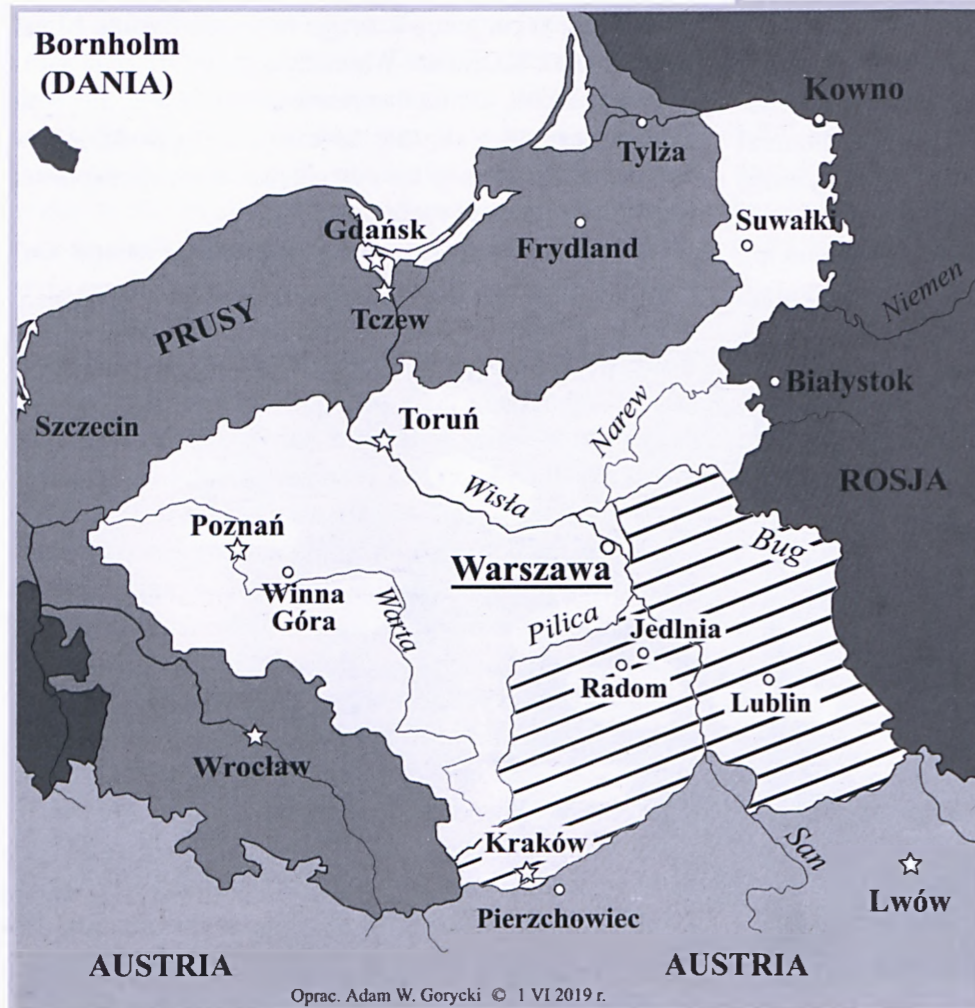 Bornholm
(DANIA)
Kowno
Tylża
Gdańsk
Frydland
Suwałki
Niemen
Tczew
PRUSY
Białystok
Szczecin
Toruń
Narew
ROSJA
Wisła
Poznań
Bug
Warszawa
Winna
Góra
Warta
Pilica
Jedlnia
Radom
Lublin
Wrocław
Kraków
San
Lwów
Pierzchowiec
AUSTRIA
AUSTRIA
Oprac. Adam W. Gorycki © 1 VI 2019 r.